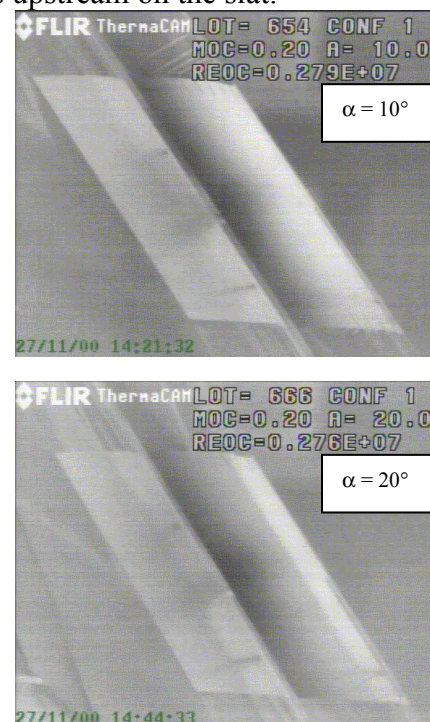 s upstream on the slat.
FLIR ThermaCAM LOT= 654 CONF 1
MOC=0.20 A= 10.0
REOC=0.279E+07
α = 10°
27/11/00 14:21:32
FLIR ThermaCAM LOT= 666 CONF 1
MOC=0.20 A= 20.0
REOC=0.276E+07
α = 20°
27/11/00 14:44:33